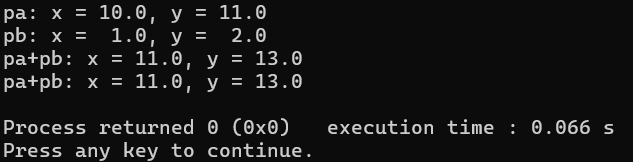 pa: x = 10.0, y = 11.0
pb: x =  1.0, y =  2.0
pa+pb: x = 11.0, y = 13.0
pa+pb: x = 11.0, y = 13.0
Process returned 0 (0x0)   execution time : 0.066 s
Press any key to continue.